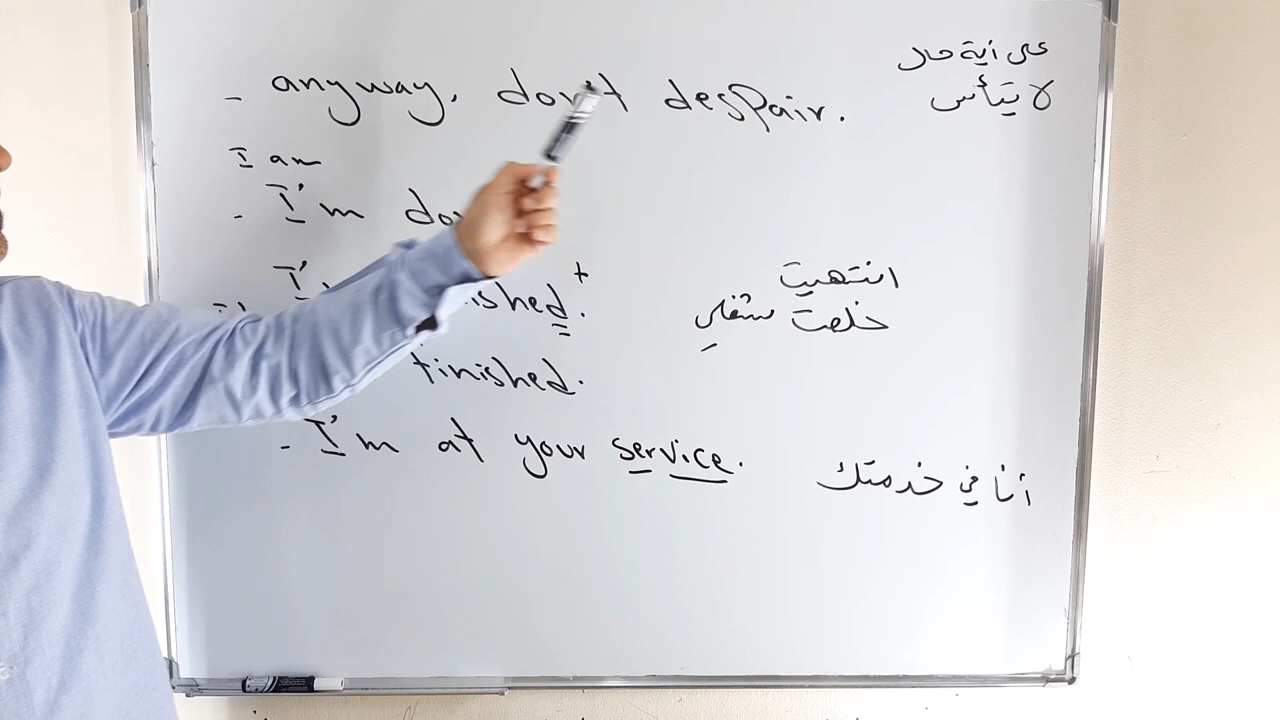 - anyway, don't despair.
على أية حال
لا تيأس
I am
- I'm
I'm
انتهيت
خلصت شغلي
finished.
- I'm at your service.
أنا في خدمتك